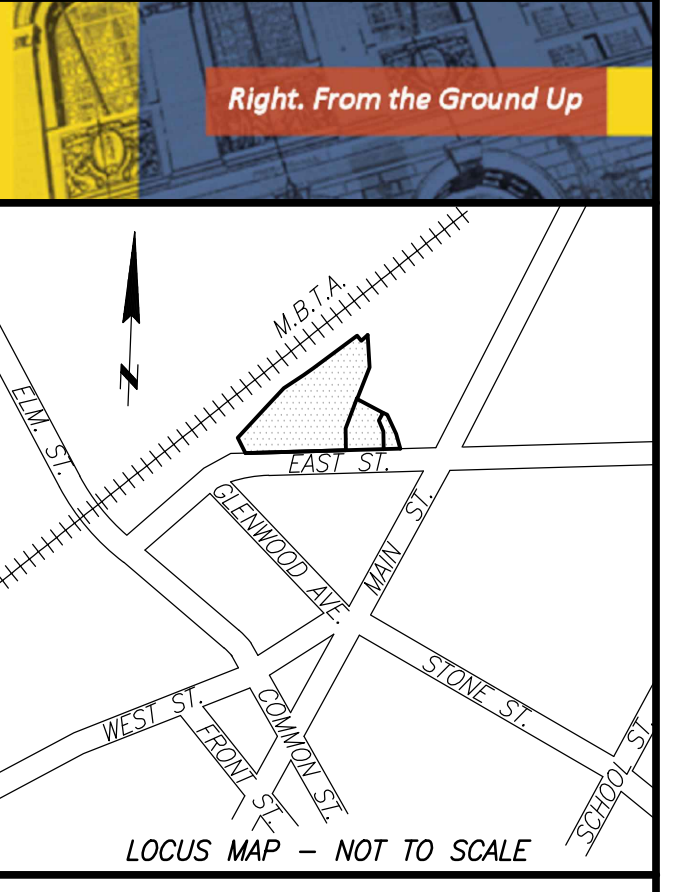 Right. From the Ground Up
M.B.T.A.
N
ELM. ST.
EAST ST.
GLENWOOD AVE.
MAIN ST.
STONE ST.
WEST ST.
COMMON ST.
FRONT ST.
SCHOOL ST.
LOCUS MAP – NOT TO SCALE